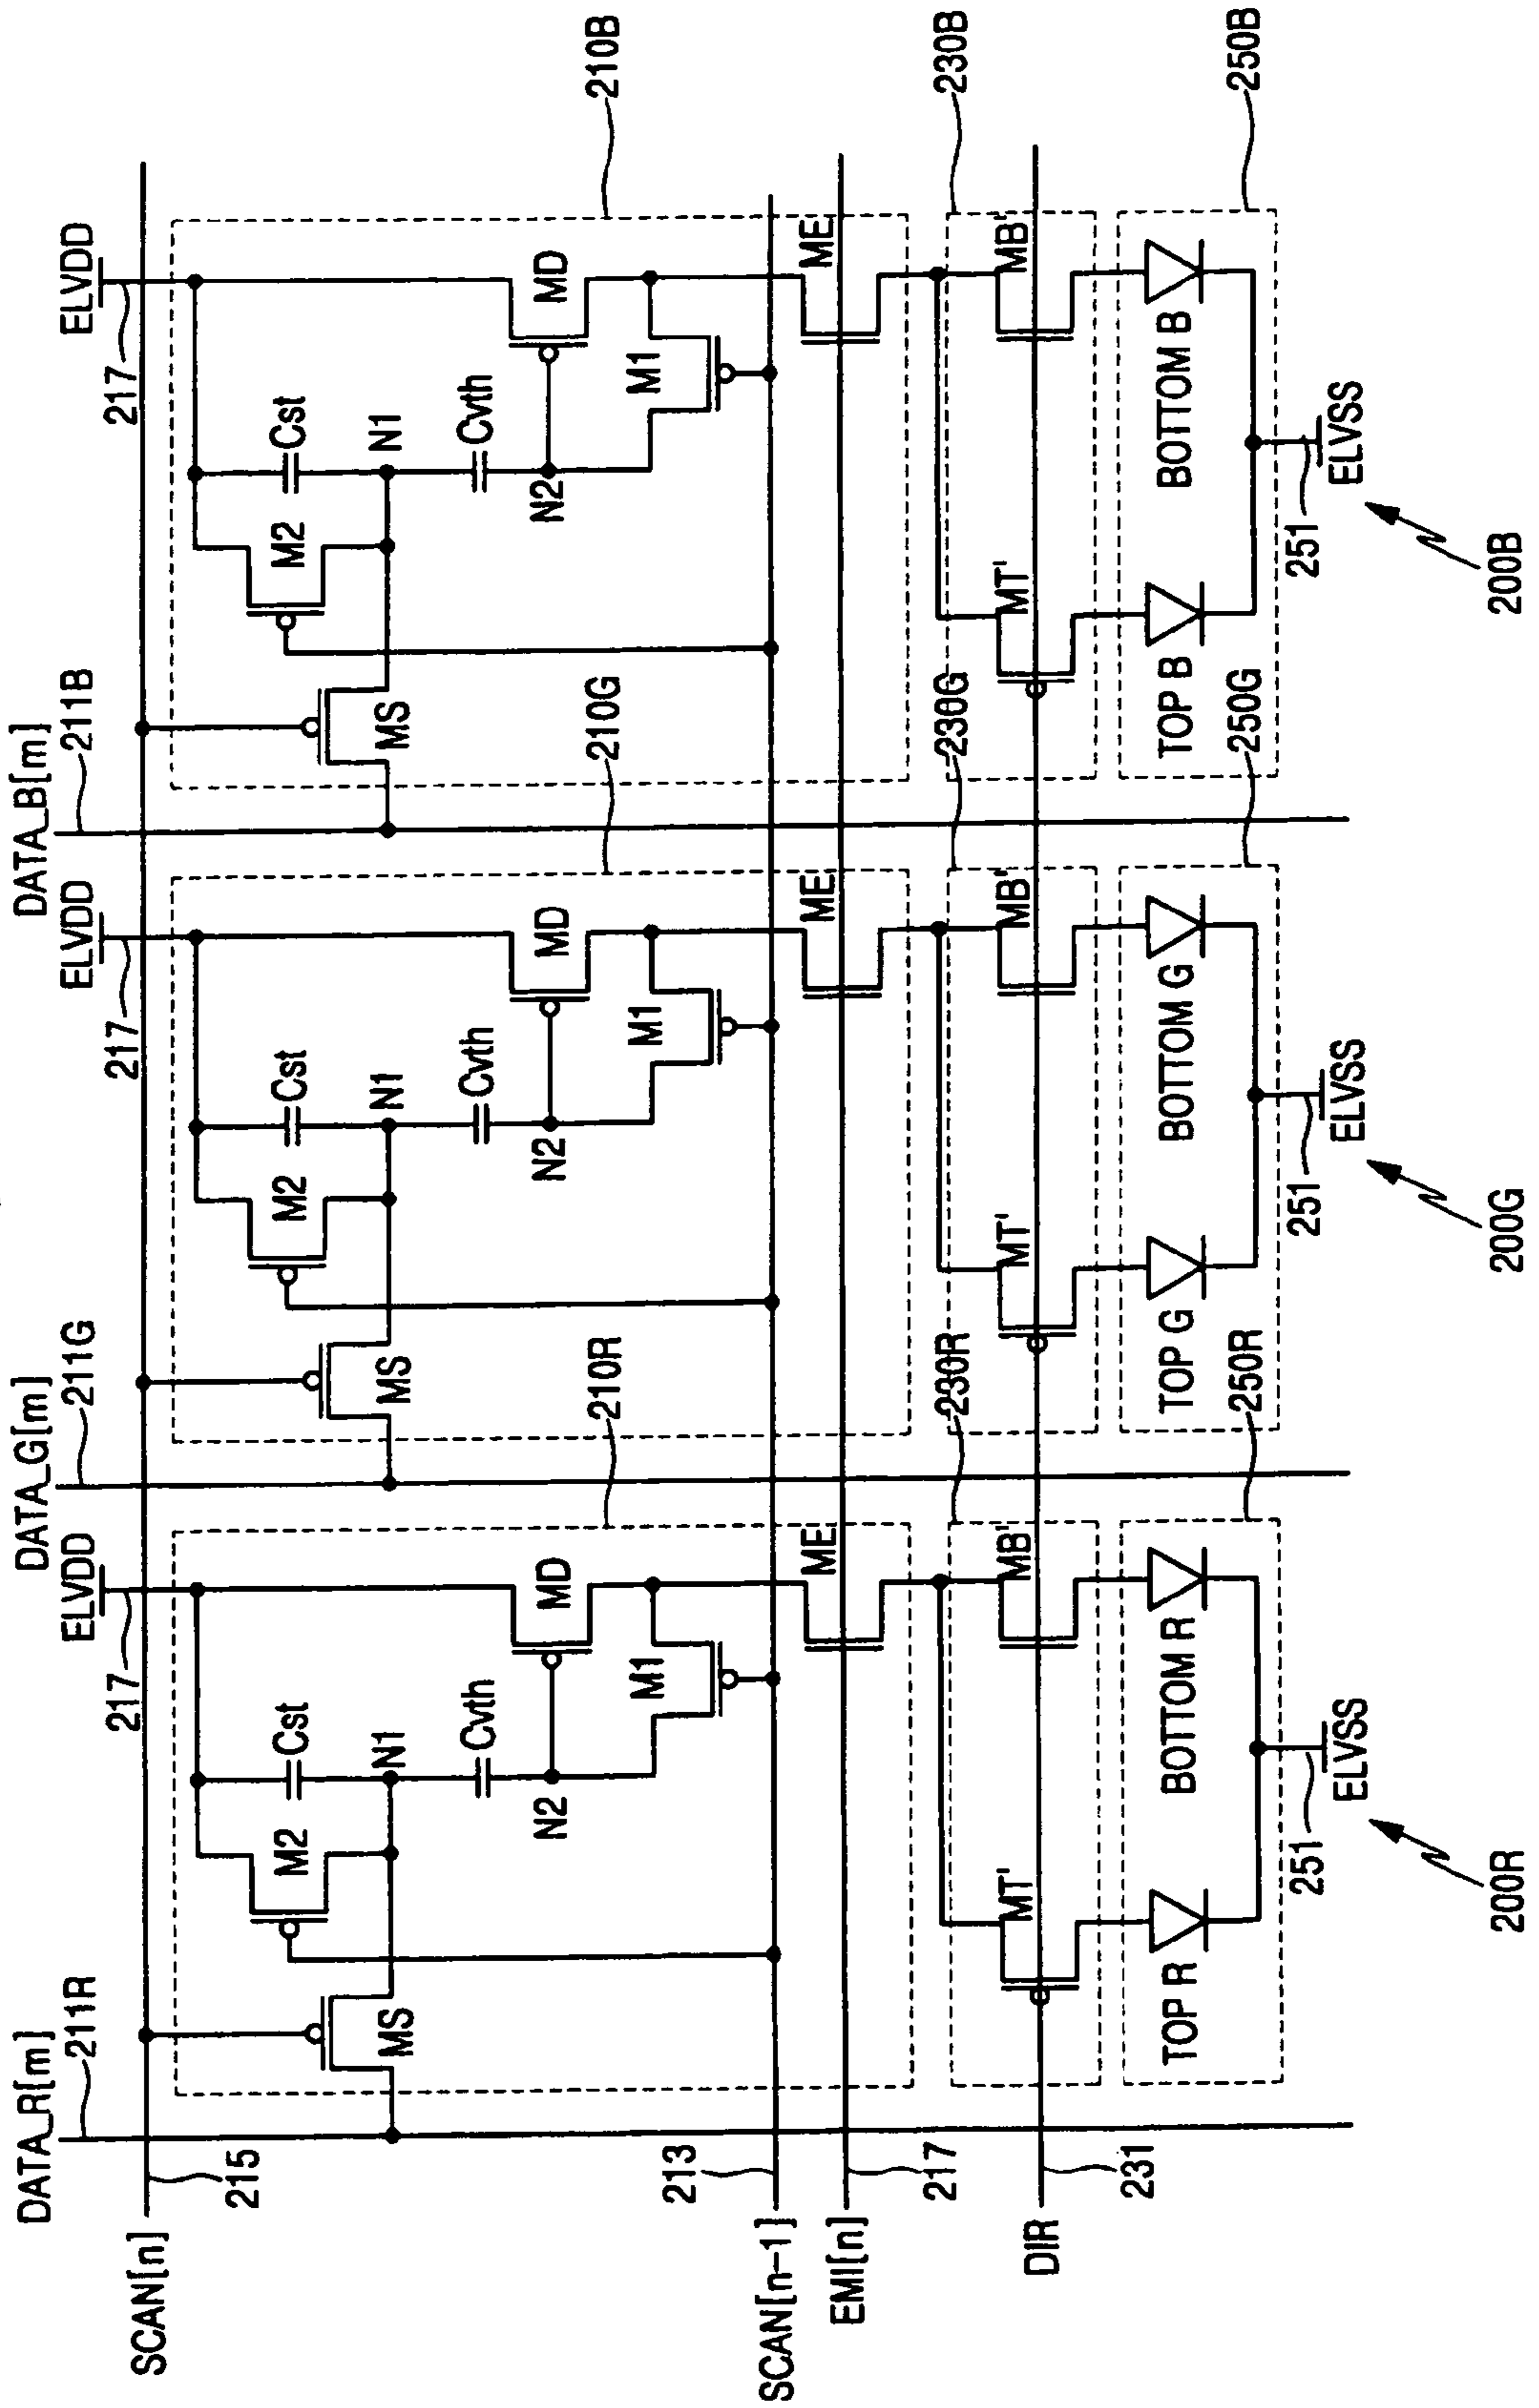 DATA_R[m]
211R
ELVDD
217
DATA_G[m]
211G
ELVDD
217
DATA_B[m]
211B
ELVDD
217
SCAN[n]
215
M2
Cst
MS
N1
Cvth
N2
MD
M1
210R
M2
Cst
MS
N1
Cvth
N2
MD
M1
210G
M2
Cst
MS
N1
Cvth
N2
MD
M1
210B
SCAN[n-1]
213
ME
ME
ME
EMI[n]
217
230R
230G
230B
DIR
231
MT'
MB'
MT'
MB'
MT'
MB'
TOP R
BOTTOM R
250R
TOP G
BOTTOM G
250G
TOP B
BOTTOM B
250B
251
ELVSS
251
ELVSS
251
ELVSS
200R
200G
200B